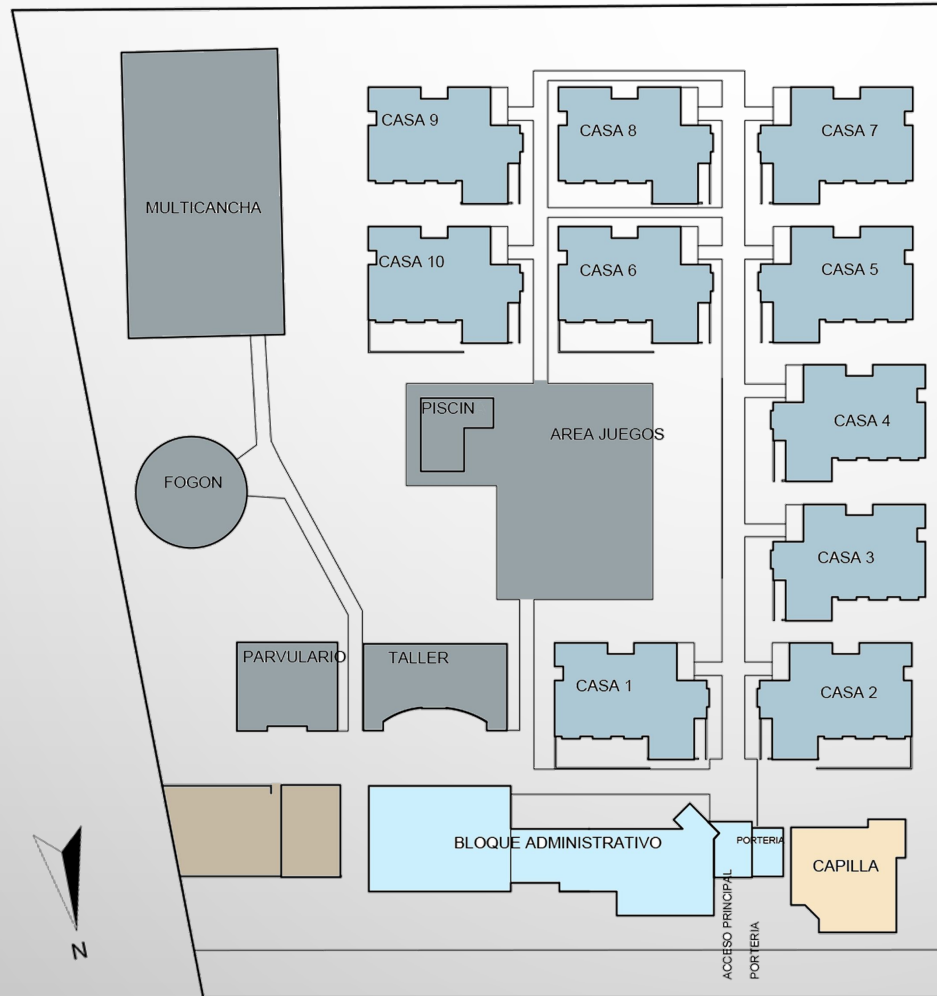 CASA 9
CASA 8
CASA 7
MULTICANCHA
CASA 10
CASA 6
CASA 5
PISCIN
AREA JUEGOS
CASA 4
FOGON
CASA 3
PARVULARIO
TALLER
CASA 1
CASA 2
BLOQUE ADMINISTRATIVO
PORTERIA
CAPILLA
ACCESO PRINCIPAL
PORTERIA
N